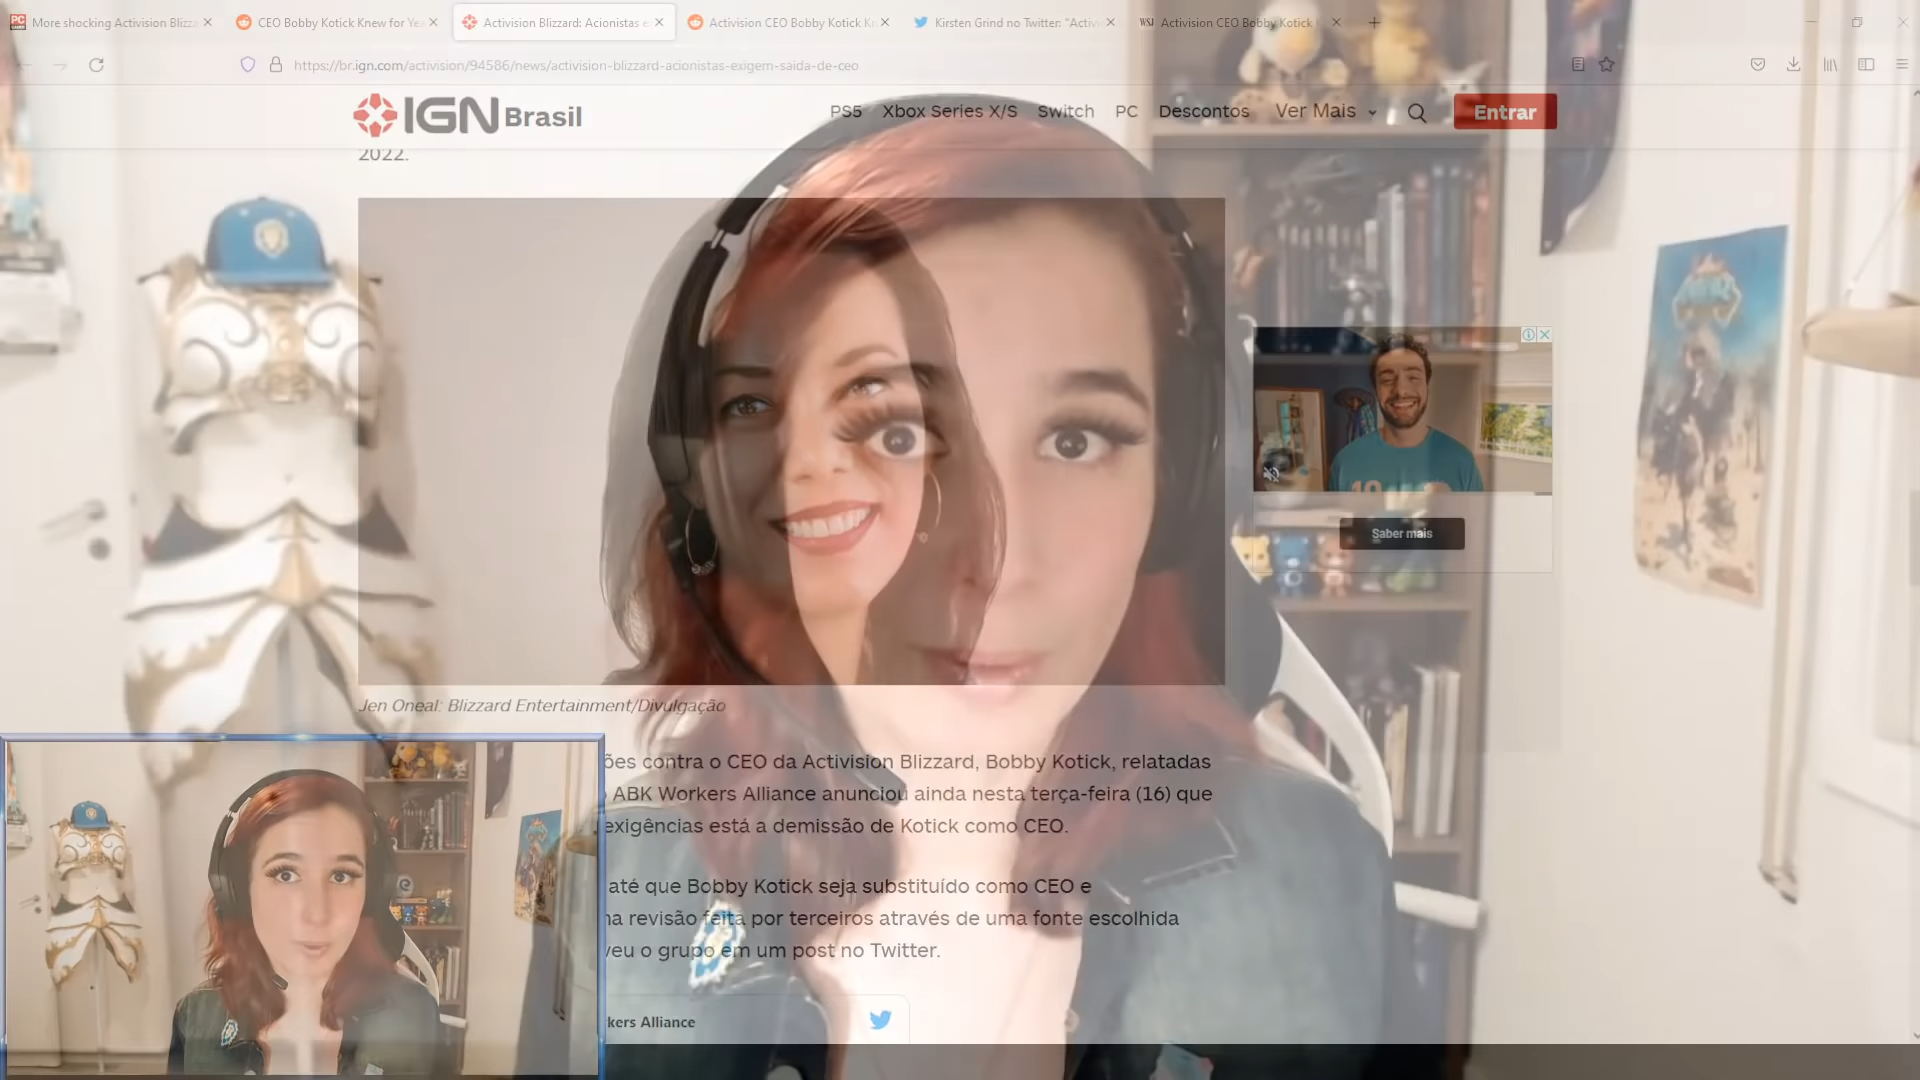 More shocking Activision Blizz
CEO Bobby Kotick Knew for Yea
Activision Blizzard: Acionistas e
Activision CEO Bobby Kotick Kn
Kirsten Grind no Twitter: "Activi
WSJ Activision CEO Bobby Kotick
https://br.ign.com/activision/94586/news/activision-blizzard-acionistas-exigem-saida-de-ceo
IGN Brasil
PS5 Xbox Series X/S Switch PC Descontos Ver Mais Entrar
2022.
Saber mais
Jen Oneal: Blizzard Entertainment/Divulgação
ões contra o CEO da Activision Blizzard, Bobby Kotick, relatadas
ABK Workers Alliance anunciou ainda nesta terça-feira (16) que
exigências está a demissão de Kotick como CEO.
até que Bobby Kotick seja substituído como CEO e
na revisão feita por terceiros através de uma fonte escolhida
veu o grupo em um post no Twitter.
kers Alliance